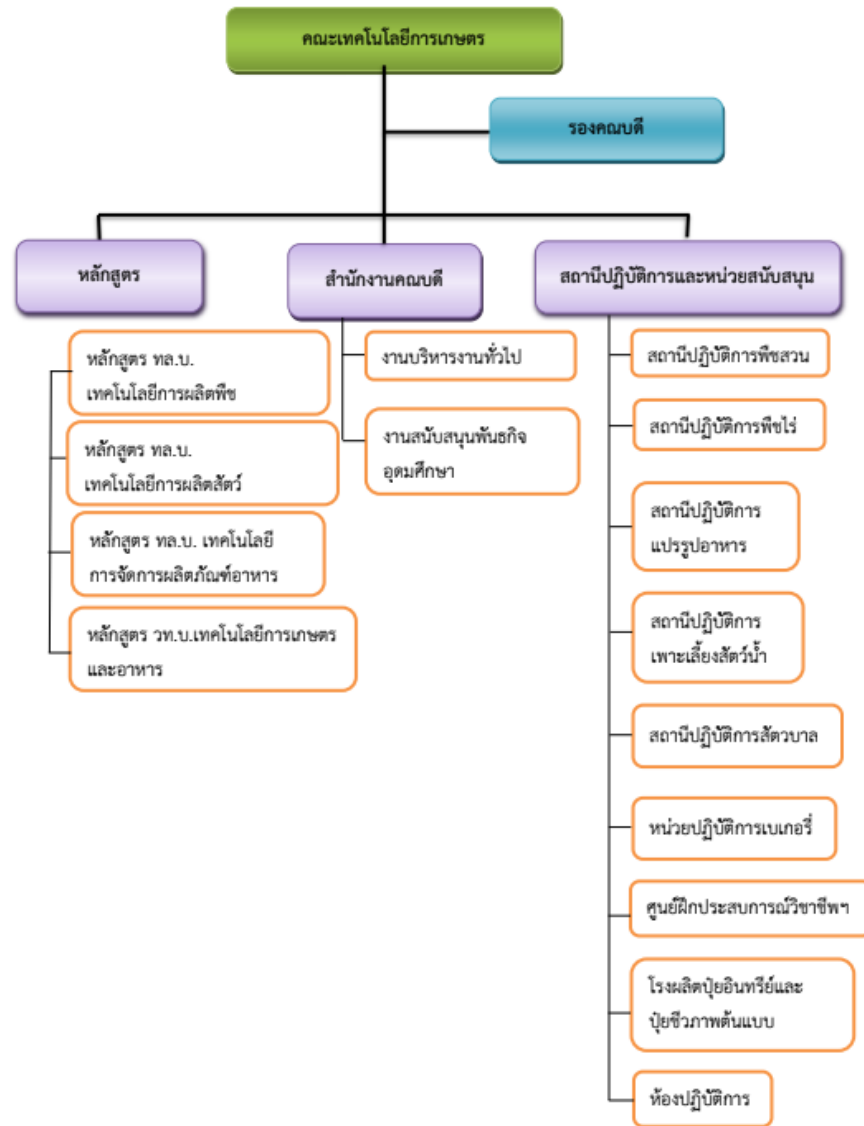 คณะเทคโนโลยีการเกษตร
รองคณบดี
หลักสูตร
สำนักงานคณบดี
สถานีปฏิบัติการและหน่วยสนับสนุน
หลักสูตร ทล.บ.
เทคโนโลยีการผลิตพืช
หลักสูตร ทล.บ.
เทคโนโลยีการผลิตสัตว์
หลักสูตร ทล.บ. เทคโนโลยี
การจัดการผลิตภัณฑ์อาหาร
หลักสูตร วท.บ.เทคโนโลยีการเกษตร
และอาหาร
งานบริหารงานทั่วไป
งานสนับสนุนพันธกิจ
อุดมศึกษา
สถานีปฏิบัติการพืชสวน
สถานีปฏิบัติการพืชไร่
สถานีปฏิบัติการ
แปรรูปอาหาร
สถานีปฏิบัติการ
เพาะเลี้ยงสัตว์น้ำ
สถานีปฏิบัติการสัตวบาล
หน่วยปฏิบัติการเบเกอรี่
ศูนย์ฝึกประสบการณ์วิชาชีพฯ
โรงผลิตปุ๋ยอินทรีย์และ
ปุ๋ยชีวภาพต้นแบบ
ห้องปฏิบัติการ